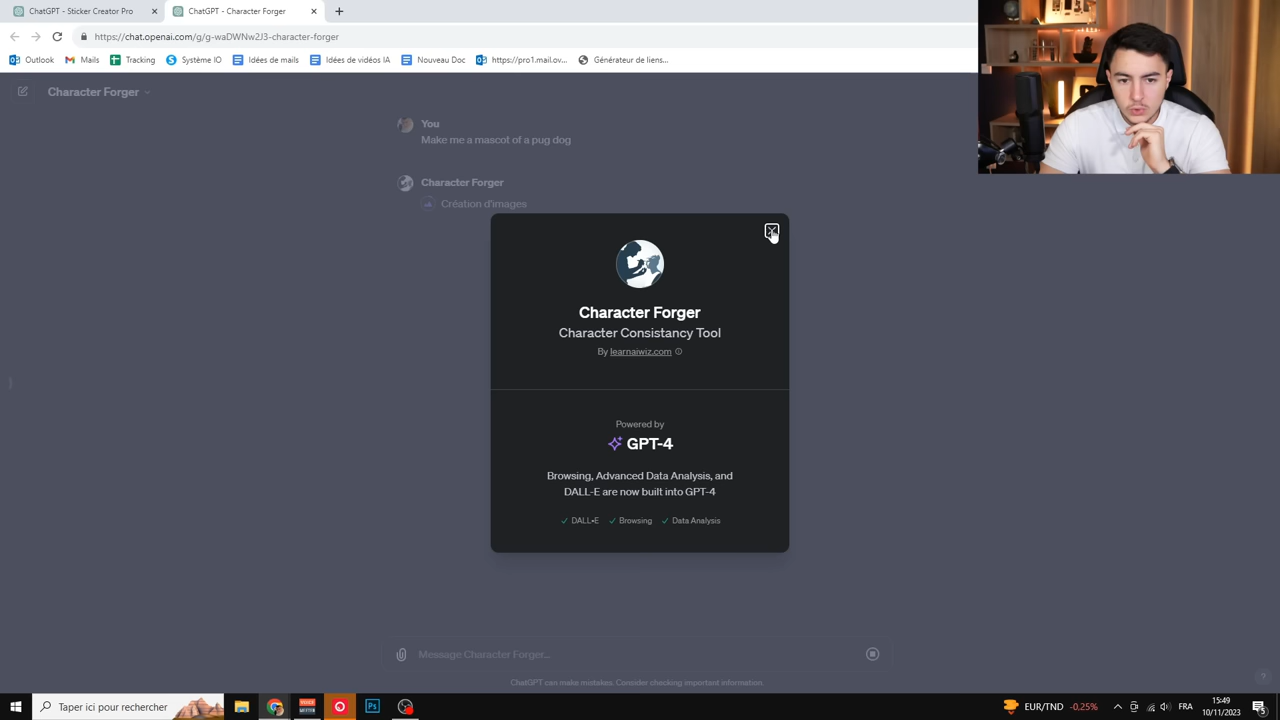 ChatGPT - Sticker Creator Pro
ChatGPT - Character Forger
https://chat.openai.com/g/g-waDWNw2J3-character-forger
Outlook
Mails
Tracking
Système IO
Idées de mails
Idées de vidéos IA
Nouveau Doc
https://pro1.mail.ov...
Générateur de liens...
Character Forger
You
Make me a mascot of a pug dog
Character Forger
Création d'images
Character Forger
Character Consistancy Tool
By learnaiwiz.com
Powered by
GPT-4
Browsing, Advanced Data Analysis, and
DALL-E are now built into GPT-4
DALL•E Browsing Data Analysis
Message Character Forger...
ChatGPT can make mistakes. Consider checking important information.
?
Taper ici pour rechercher
VOICE
MEETER
Ps
EUR/TND -0,25%
FRA
15:49
10/11/2023